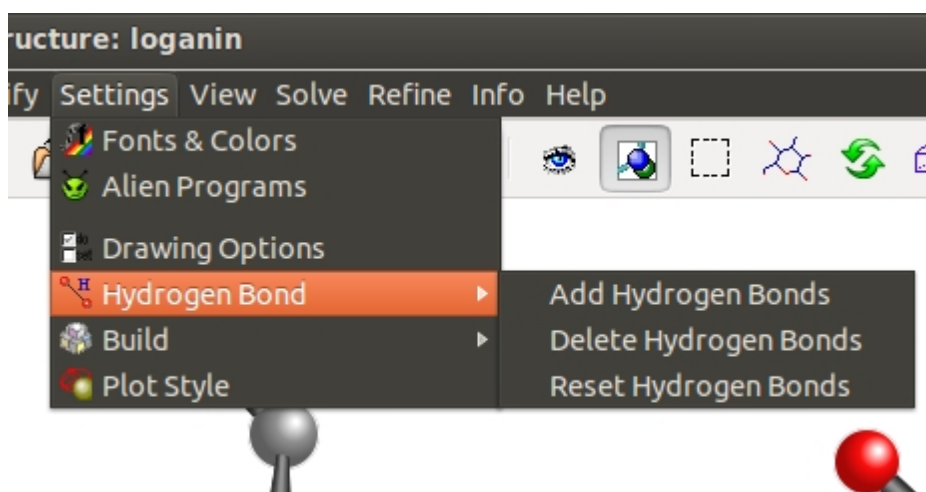 ucture: loganin
ify Settings View Solve Refine Info Help
Fonts & Colors
Alien Programs
Drawing Options
H Hydrogen Bond
Add Hydrogen Bonds
Build
Delete Hydrogen Bonds
Plot Style
Reset Hydrogen Bonds